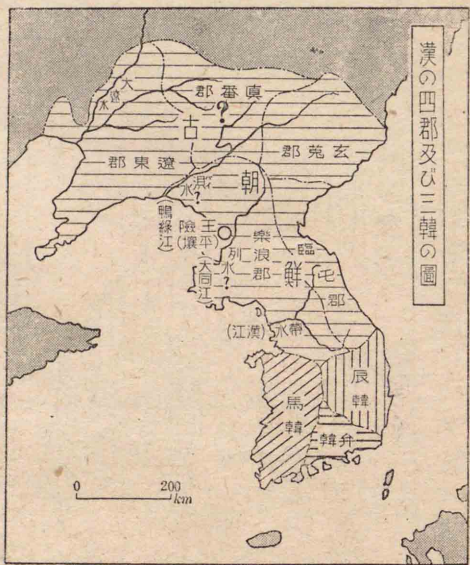 漢の四郡及び三韓の圖
大遼水
郡番眞
?
古
郡菟玄
郡東遼
朝
浿水?
(鴨綠江)
王險
(平壤)
樂浪郡
臨屯郡
鮮
列水?
(大同江)
帶水
(漢江)
辰韓
馬韓
弁韓
0 200
km